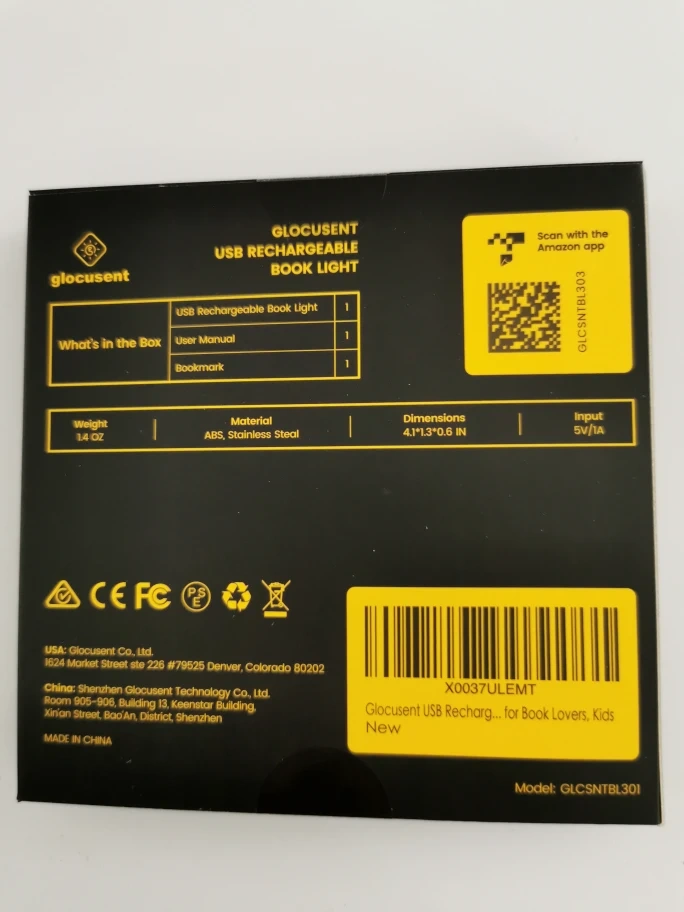 glocusent
GLOCUSENT
USB RECHARGEABLE
BOOK LIGHT
Scan with the
Amazon app
GLCSNTBL303
What's in the Box
USB Rechargeable Book Light 1
User Manual 1
Bookmark 1
Weight
1.4 OZ
Material
ABS, Stainless Steal
Dimensions
4.1*1.3*0.6 IN
Input
5V/1A
CE FC PSE
USA: Glocusent Co., Ltd.
1624 Market Street ste 226 #79525 Denver, Colorado 80202
China: Shenzhen Glocusent Technology Co., Ltd.
Room 905-906, Building 13, Keenstar Building,
Xin'an Street, Bao'An, District, Shenzhen
MADE IN CHINA
X0037ULEMT
Glocusent USB Recharg... for Book Lovers, Kids
New
Model: GLCSNTBL301